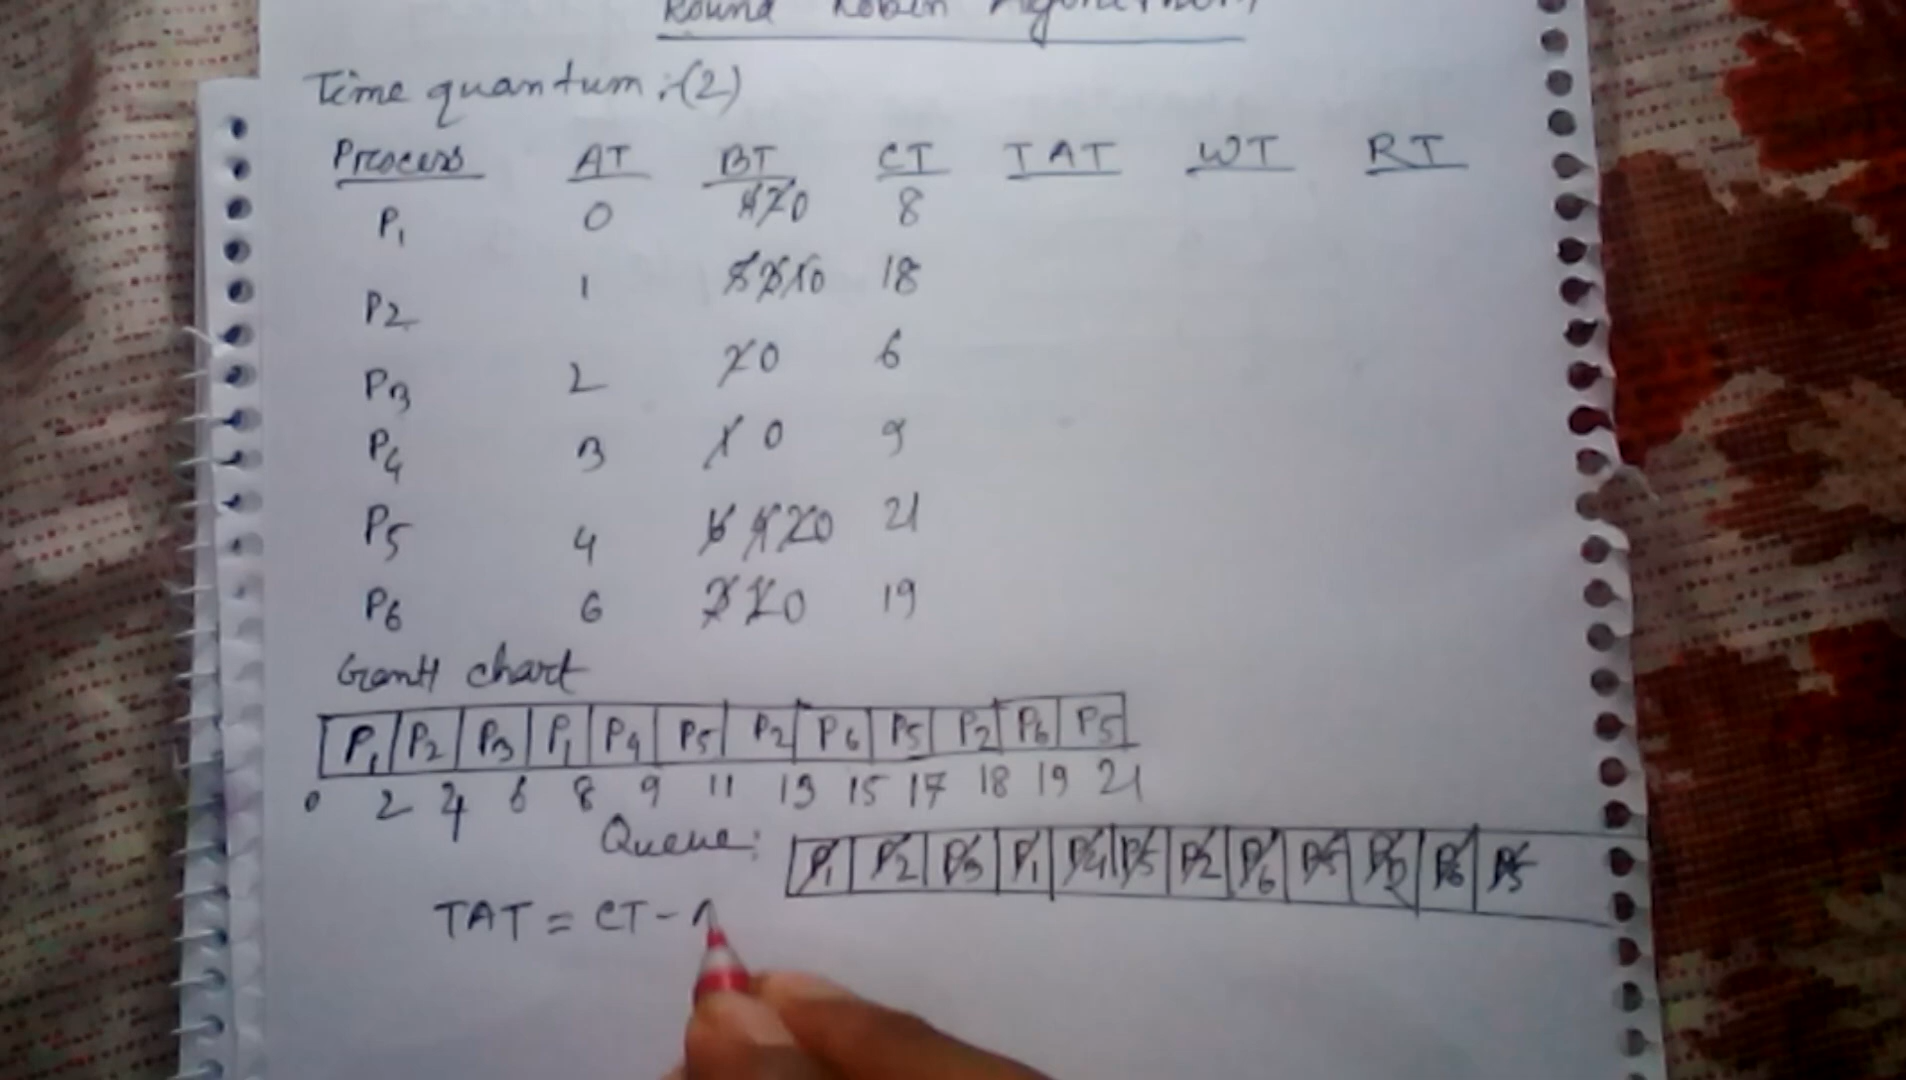 Round Robin Algorithm
Time quantum :- (2)
Process AT BT CT TAT WT RT
P1 0 4 2 0 8
P2 1 5 3 1 0 18
P3 2 2 0 6
P4 3 1 0 9
P5 4 6 4 2 0 21
P6 6 3 1 0 19
Gantt chart
P1 P2 P3 P1 P4 P5 P2 P6 P5 P2 P6 P5
0 2 4 6 8 9 11 13 15 17 18 19 21
Queue: P1 P2 P3 P1 P4 P5 P2 P6 P5 P2 P6 P5
TAT = CT -